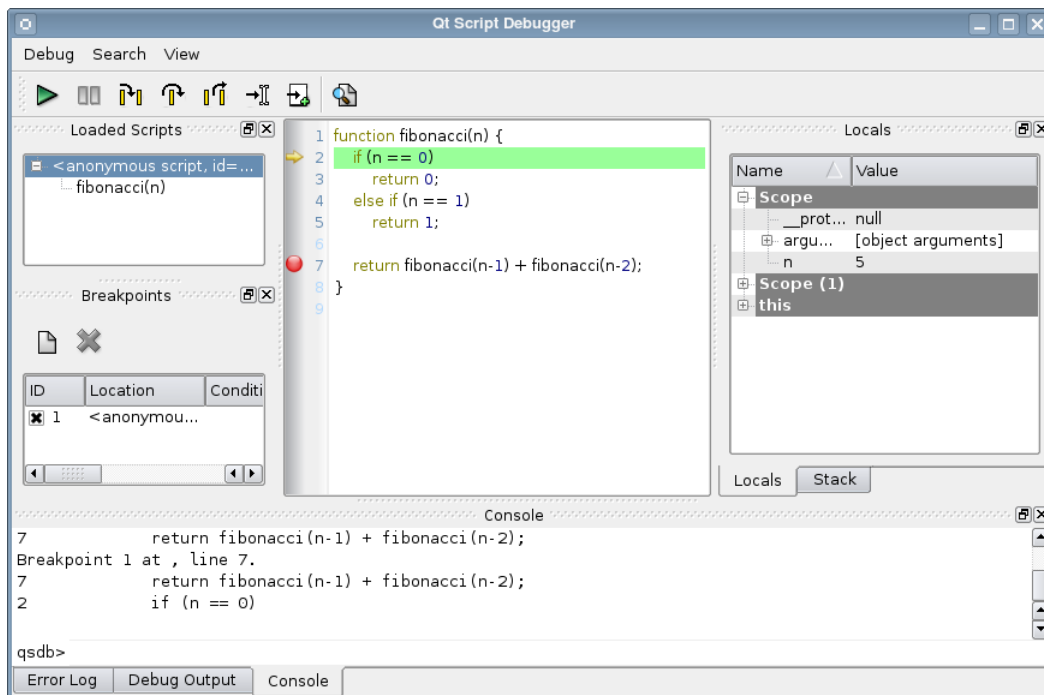 Qt Script Debugger
Debug Search View
Loaded Scripts
<anonymous script, id=...
fibonacci(n)
Breakpoints
ID Location Conditi
1 <anonymou...
1 function fibonacci(n) {
2 if (n == 0)
3 return 0;
4 else if (n == 1)
5 return 1;
6
7 return fibonacci(n-1) + fibonacci(n-2);
8 }
9
Locals
Name Value
Scope
__prot... null
argu... [object arguments]
n 5
Scope (1)
this
Locals Stack
Console
7 return fibonacci(n-1) + fibonacci(n-2);
Breakpoint 1 at , line 7.
7 return fibonacci(n-1) + fibonacci(n-2);
2 if (n == 0)
qsdb>
Error Log Debug Output Console